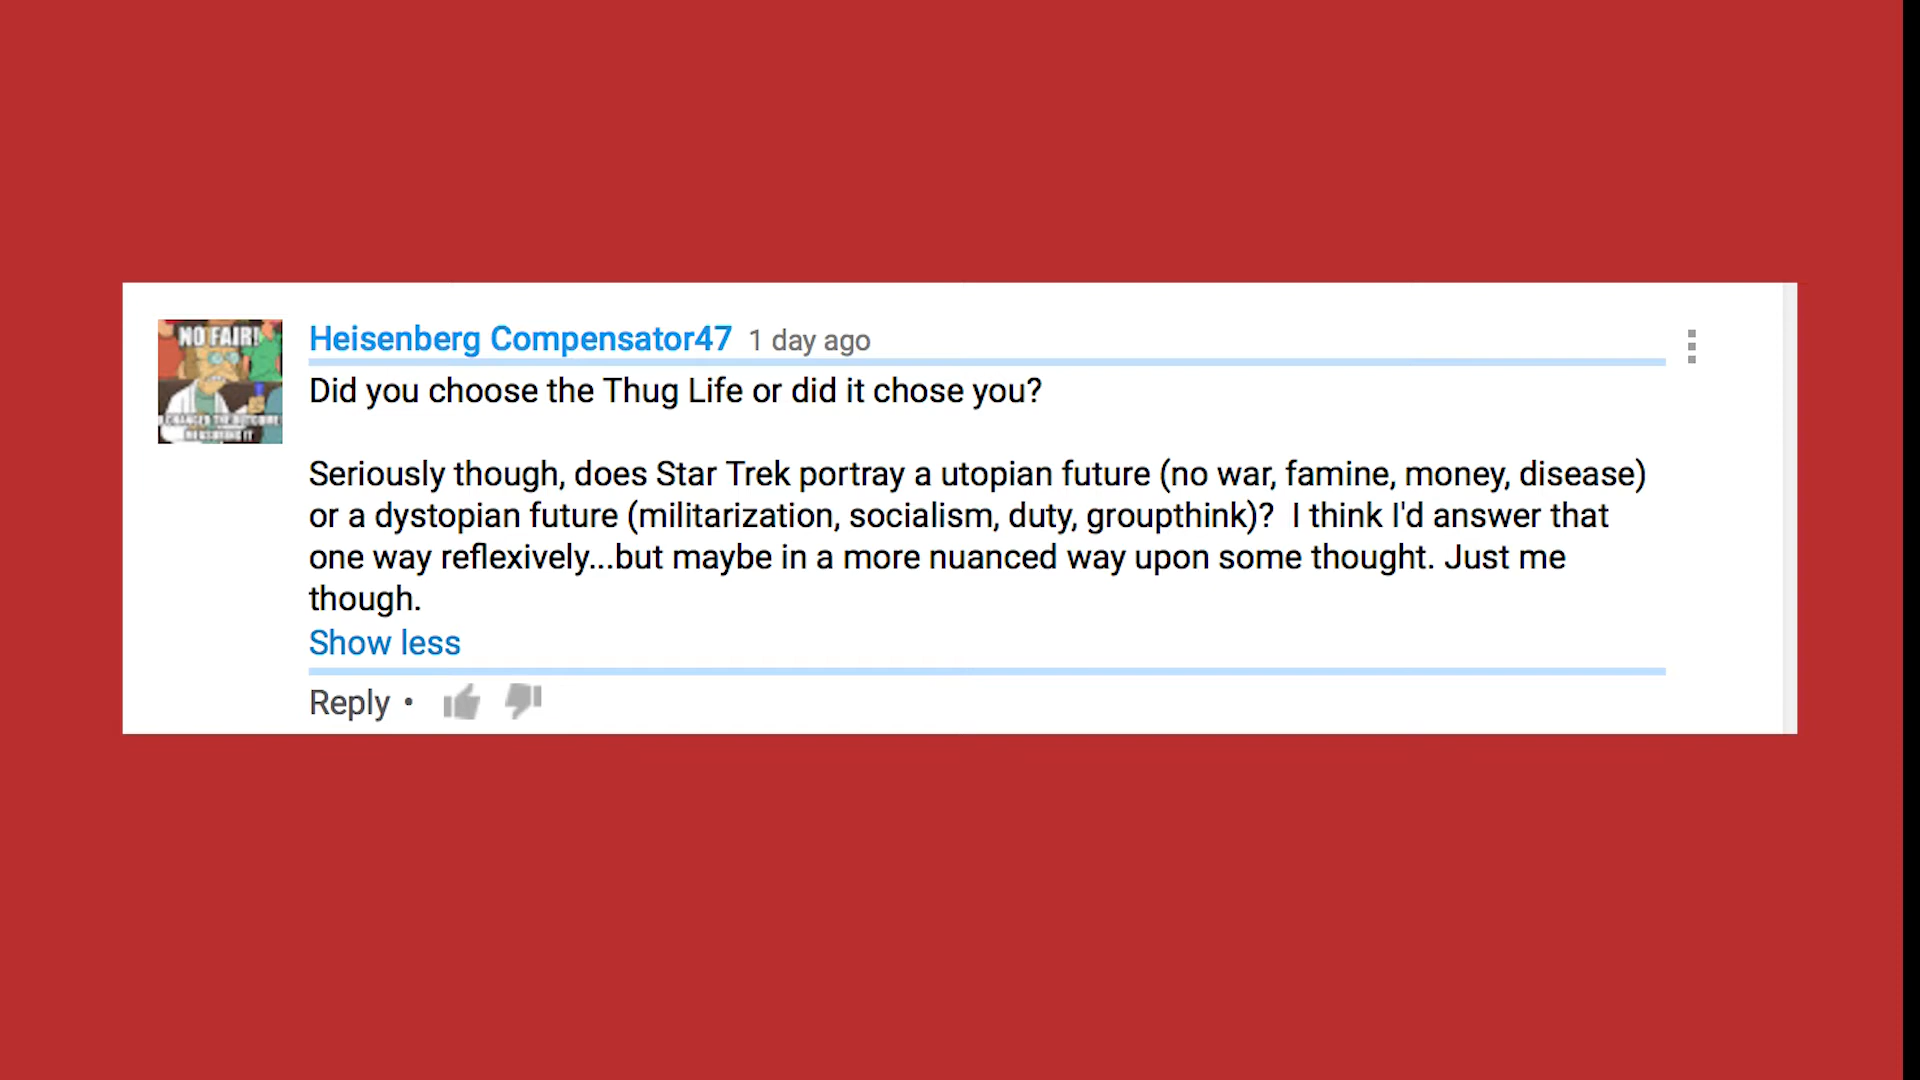 NO FAIR!
Heisenberg Compensator47 1 day ago
Did you choose the Thug Life or did it chose you?
Seriously though, does Star Trek portray a utopian future (no war, famine, money, disease)
or a dystopian future (militarization, socialism, duty, groupthink)?  I think I'd answer that
one way reflexively...but maybe in a more nuanced way upon some thought. Just me
though.
Show less
Reply •